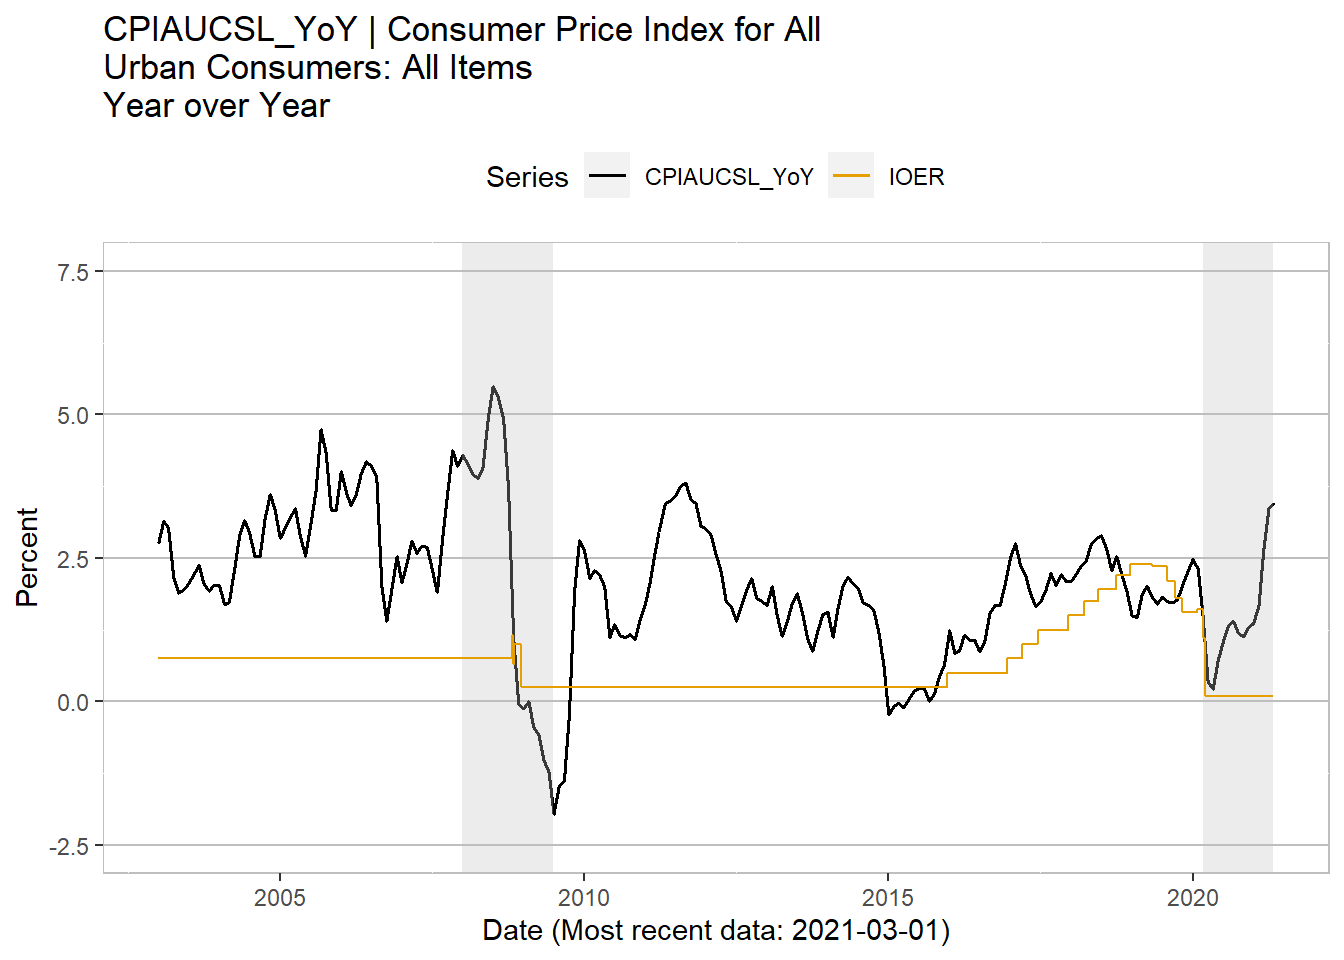 CPIAUCSL_YoY | Consumer Price Index for All
Urban Consumers: All Items
Year over Year
Series CPIAUCSL_YoY IOER
7.5
5.0
2.5
0.0
-2.5
Percent
2005 2010 2015 2020
Date (Most recent data: 2021-03-01)